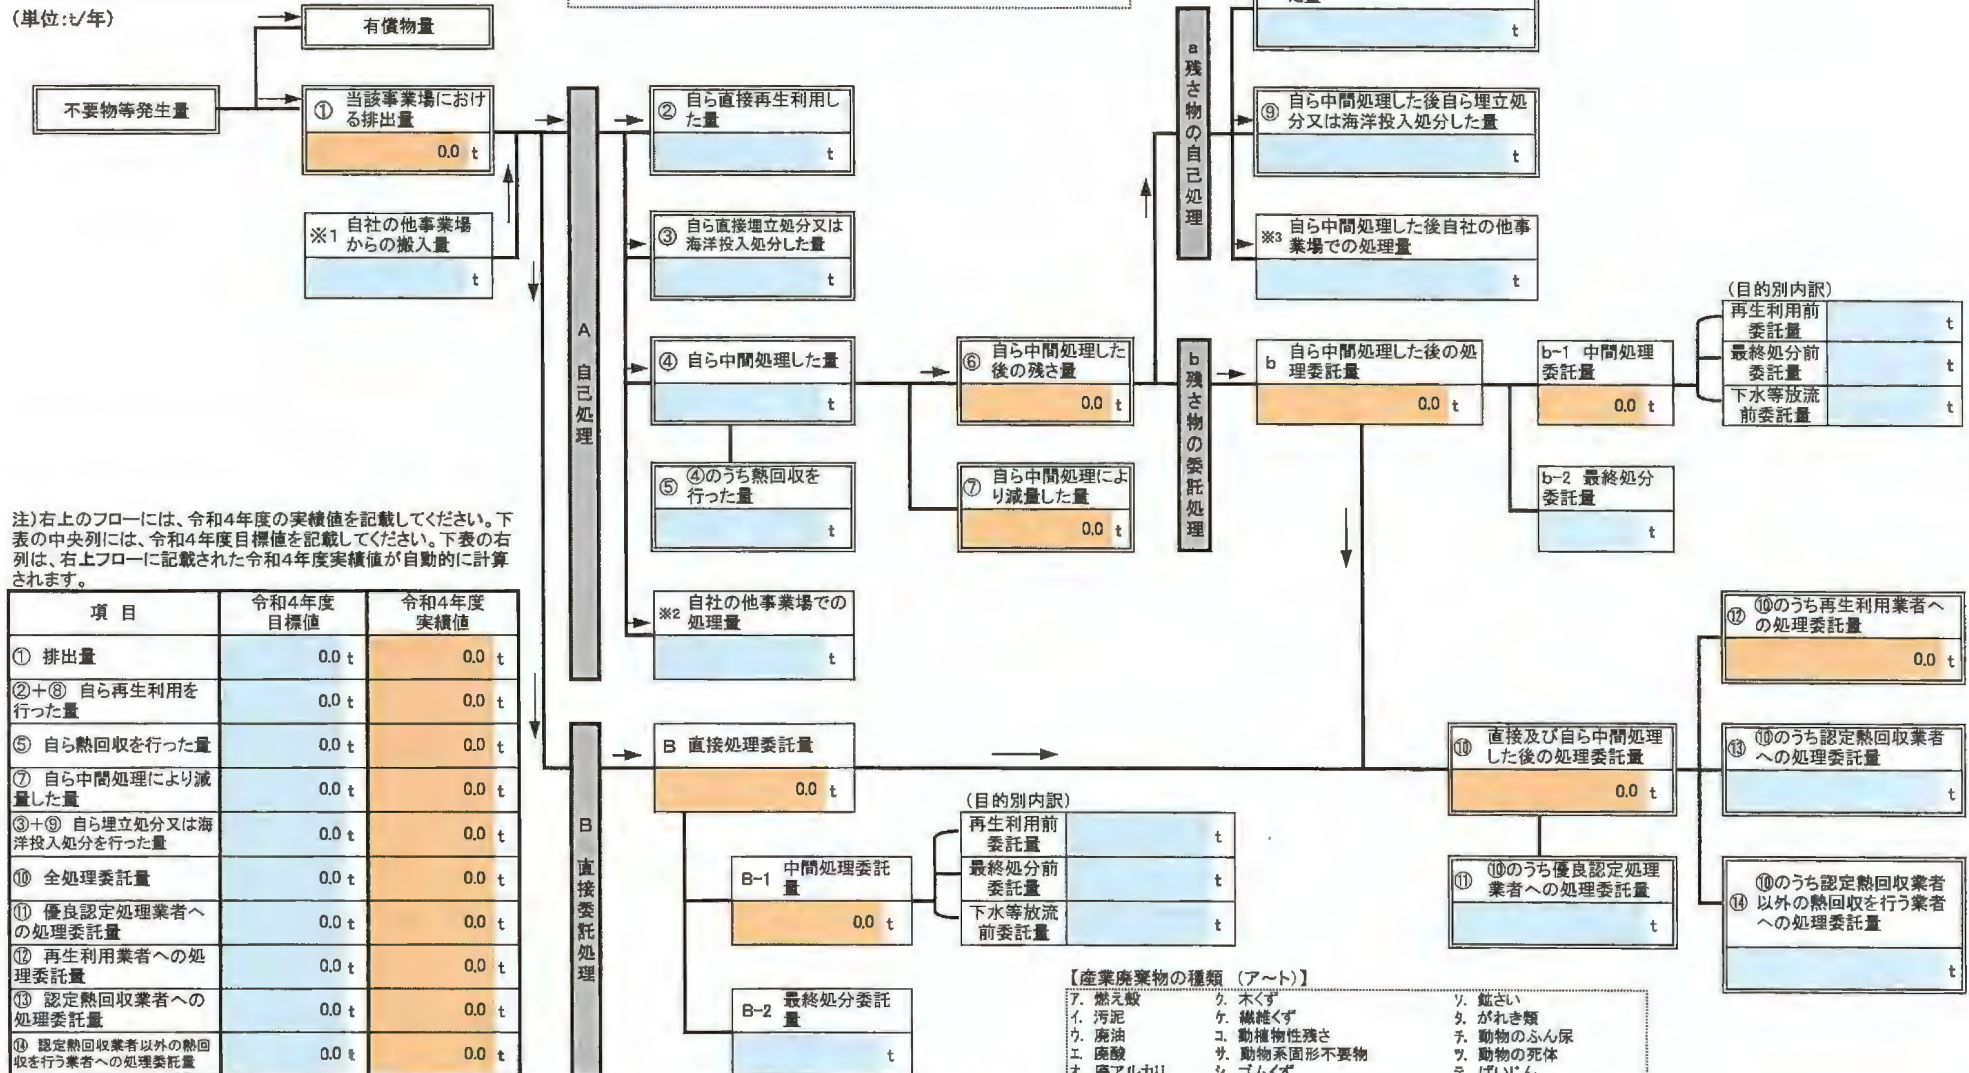 (単位:t/年)
有償物量
た量
t
不要物等発生量
① 当該事業場におけ
る排出量
0.0 t
※1 自社の他事業場
からの搬入量
t
A 自己処理
② 自ら直接再生利用し
た量
t
③ 自ら直接埋立処分又は
海洋投入処分した量
t
④ 自ら中間処理した量
t
⑤ ④のうち熱回収を
行った量
t
※2 自社の他事業場での
処理量
t
⑥ 自ら中間処理した
後の残さ量
0.0 t
⑦ 自ら中間処理によ
り減量した量
0.0 t
a 残さ物の自己処理
⑨ 自ら中間処理した後自ら埋立処
分又は海洋投入処分した量
t
※3 自ら中間処理した後自社の他事
業場での処理量
t
b 残さ物の委託処理
b 自ら中間処理した後の処
理委託量
0.0 t
b-1 中間処理
委託量
0.0 t
b-2 最終処分
委託量
t
(目的別内訳)
再生利用前
委託量
t
最終処分前
委託量
t
下水等放流
前委託量
t
注)右上のフローには、令和4年度の実績値を記載してください。下
表の中央列には、令和4年度目標値を記載してください。下表の右
列は、右上フローに記載された令和4年度実績値が自動的に計算
されます。
項 目
令和4年度
目標値
令和4年度
実績値
① 排出量 0.0 t 0.0 t
②+⑧ 自ら再生利用を
行った量 0.0 t 0.0 t
⑤ 自ら熱回収を行った量 0.0 t 0.0 t
⑦ 自ら中間処理により減
量した量 0.0 t 0.0 t
③+⑨ 自ら埋立処分又は海
洋投入処分を行った量 0.0 t 0.0 t
⑩ 全処理委託量 0.0 t 0.0 t
⑪ 優良認定処理業者へ
の処理委託量 0.0 t 0.0 t
⑫ 再生利用業者への処
理委託量 0.0 t 0.0 t
⑬ 認定熱回収業者への
処理委託量 0.0 t 0.0 t
⑭ 認定熱回収業者以外の熱回
収を行う業者への処理委託量 0.0 t 0.0 t
B 直接委託処理
B 直接処理委託量
0.0 t
B-1 中間処理委託
量
0.0 t
B-2 最終処分委託
量
t
(目的別内訳)
再生利用前
委託量
t
最終処分前
委託量
t
下水等放流
前委託量
t
⑩ 直接及び自ら中間処理
した後の処理委託量
0.0 t
⑪ ⑩のうち優良認定処理
業者への処理委託量
t
⑫ ⑩のうち再生利用業者へ
の処理委託量
0.0 t
⑬ ⑩のうち認定熱回収業者
への処理委託量
t
⑭ ⑩のうち認定熱回収業者
以外の熱回収を行う業者
への処理委託量
t
【産業廃棄物の種類 (ア~ト)】
ア. 燃え殻 ク. 木くず ソ. 鉱さい
イ. 汚泥 ケ. 繊維くず タ. がれき類
ウ. 廃油 コ. 動植物性残さ チ. 動物のふん尿
エ. 廃酸 サ. 動物系固形不要物 ツ. 動物の死体
オ. 廃アルカリ シ. ゴムくず テ. ばいじん